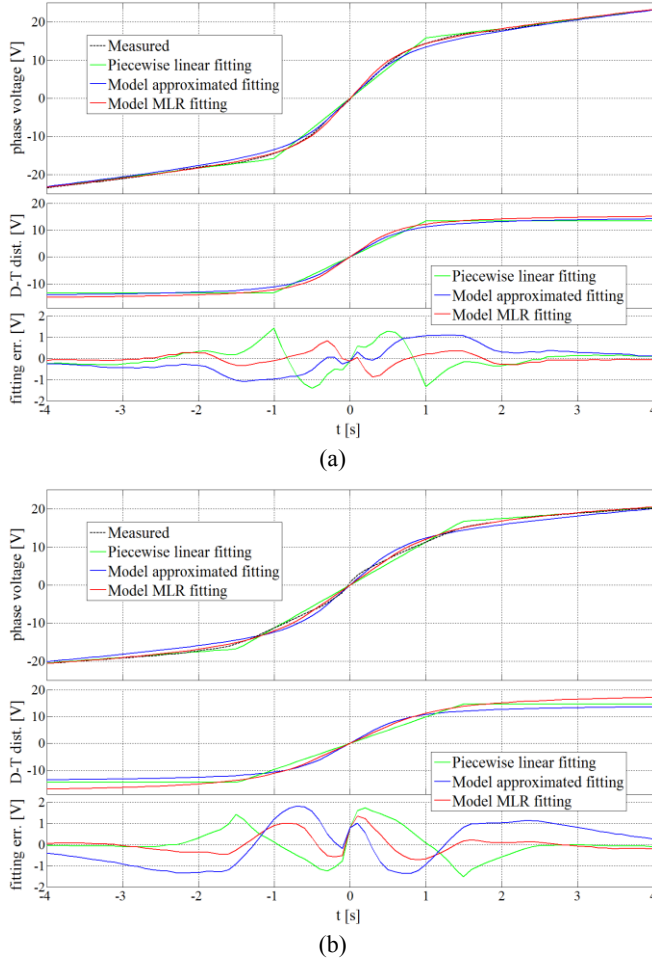 phase voltage [V]
20
10
0
-10
-20
Measured
Piecewise linear fitting
Model approximated fitting
Model MLR fitting
D-T dist. [V]
20
10
0
-10
Piecewise linear fitting
Model approximated fitting
Model MLR fitting
fitting err. [V]
2
1
0
-1
-2
-4 -3 -2 -1 0 1 2 3 4
t [s]
(a)
phase voltage [V]
20
10
0
-10
-20
Measured
Piecewise linear fitting
Model approximated fitting
Model MLR fitting
D-T dist. [V]
20
10
0
-10
Piecewise linear fitting
Model approximated fitting
Model MLR fitting
fitting err. [V]
2
1
0
-1
-2
-4 -3 -2 -1 0 1 2 3 4
t [s]
(b)